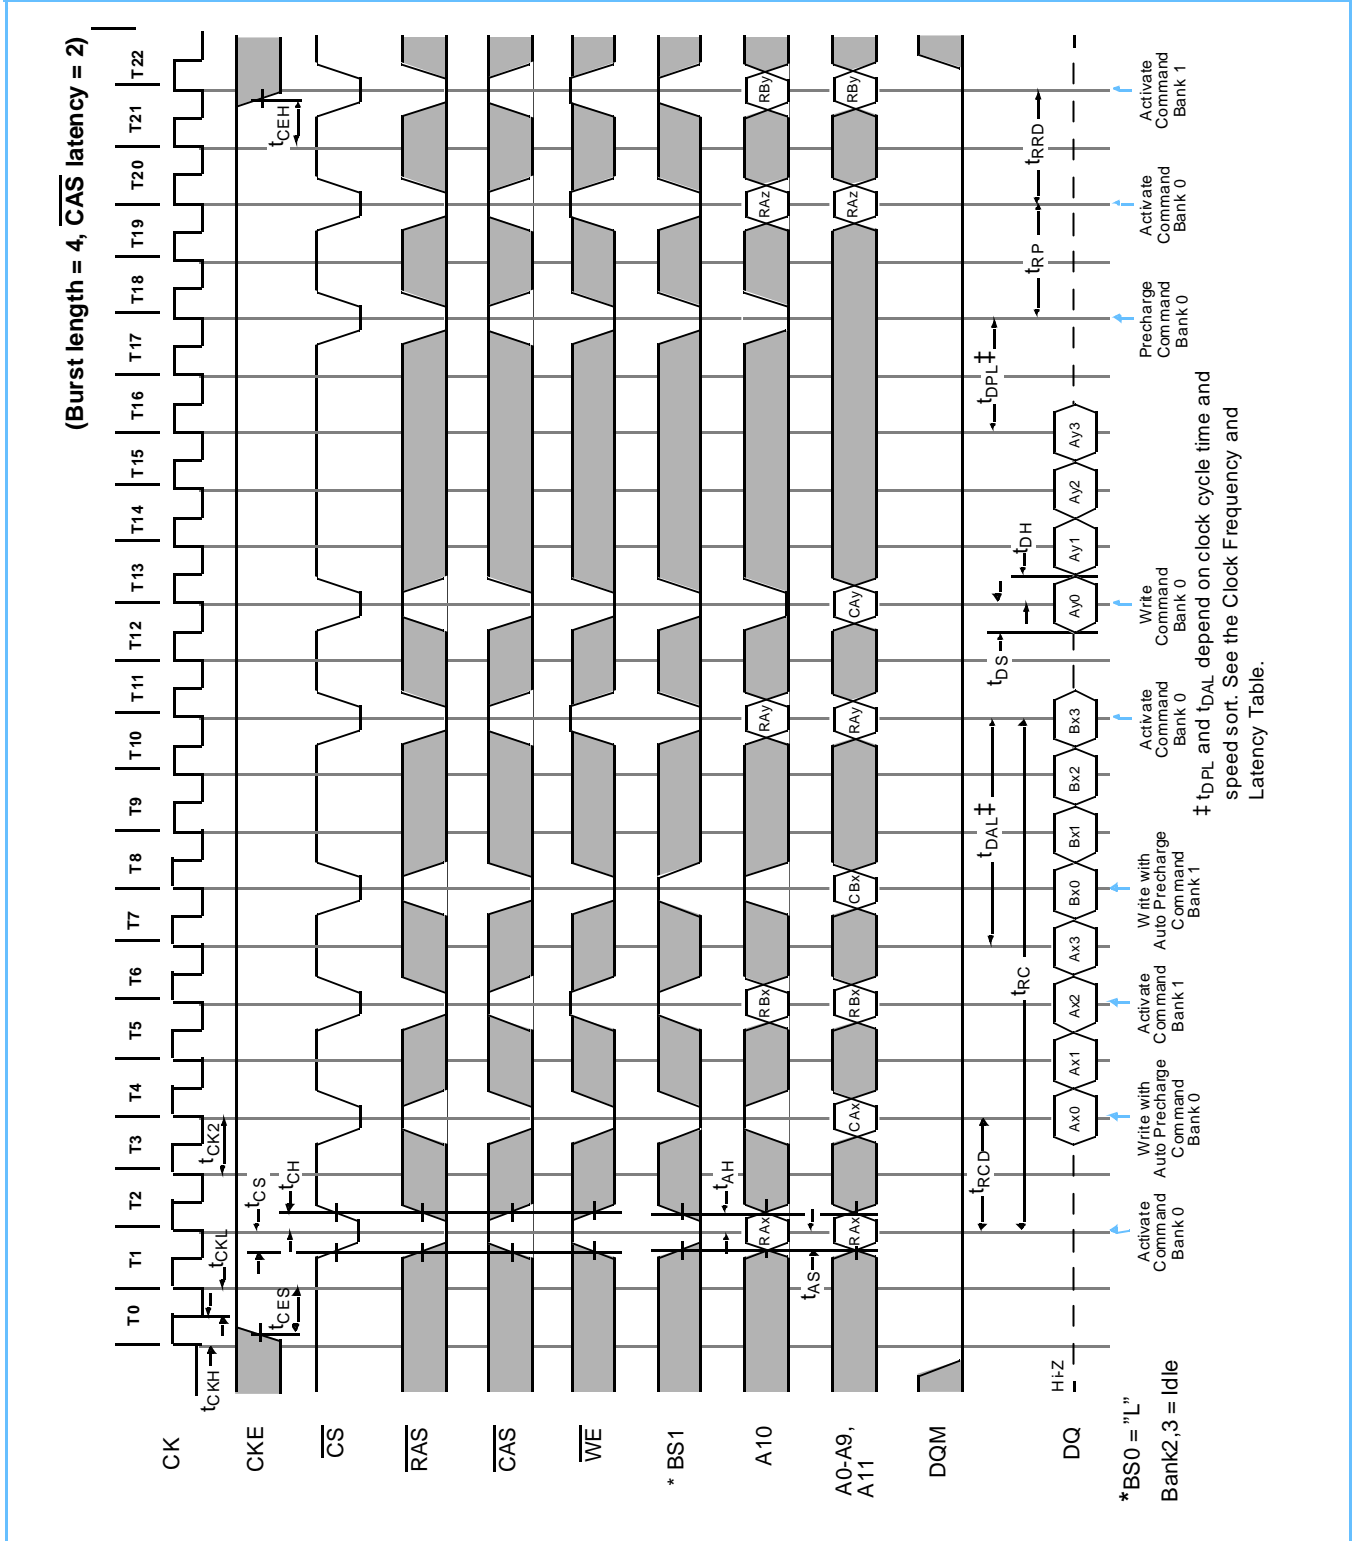 (Burst length = 4, CAS latency = 2)
T0 T1 T2 T3 T4 T5 T6 T7 T8 T9 T10 T11 T12 T13 T14 T15 T16 T17 T18 T19 T20 T21 T22
CK
tCKH
tCKL
tCK2
CKE
tCES
tCS
tCH
tCEH
CS
RAS
CAS
WE
* BS1
tAH
A10
RAx RBx RAy RAz RBy
tAS
A0-A9,
A11
RAx CAx RBx CBx RAy CAy RAz RBy
DQM
tRCD
tDAL‡
tDS
tDPL‡
tRC
tDH
tRP
tRRD
Hi-Z
DQ
Ax0 Ax1 Ax2 Ax3 Bx0 Bx1 Bx2 Bx3 Ay0 Ay1 Ay2 Ay3
Activate
Command
Bank 0
Write with
Auto Precharge
Command
Bank 0
Activate
Command
Bank 1
Write with
Auto Precharge
Command
Bank 1
Activate
Command
Bank 0
Write
Command
Bank 0
Precharge
Command
Bank 0
Activate
Command
Bank 0
Activate
Command
Bank 1
*BS0 = "L"
Bank2,3 = Idle
‡ tDPL and tDAL depend on clock cycle time and
speed sort. See the Clock Frequency and
Latency Table.